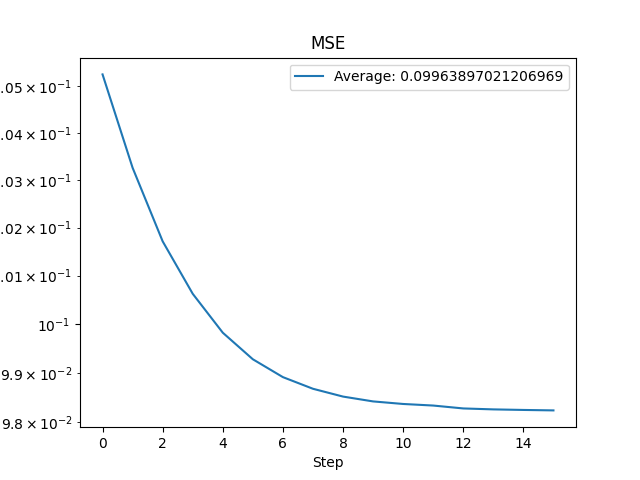 MSE
Average: 0.09963897021206969
.05 × 10⁻¹
.04 × 10⁻¹
.03 × 10⁻¹
.02 × 10⁻¹
.01 × 10⁻¹
10⁻¹
9.9 × 10⁻²
9.8 × 10⁻²
0 2 4 6 8 10 12 14
Step